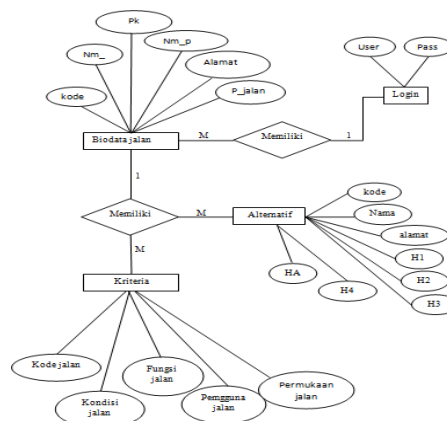 Pk
User
Pass
Nm_
Nm_p
Alamat
P_jalan
kode
Login
Biodata jalan
M
Memiliki
1
1
Memiliki
M
Alternatif
kode
Nama
alamat
H1
H2
H3
H4
HA
M
Kriteria
Kode jalan
Kondisi
jalan
Fungsi
jalan
Pemgguna
jalan
Permukaan
jalan